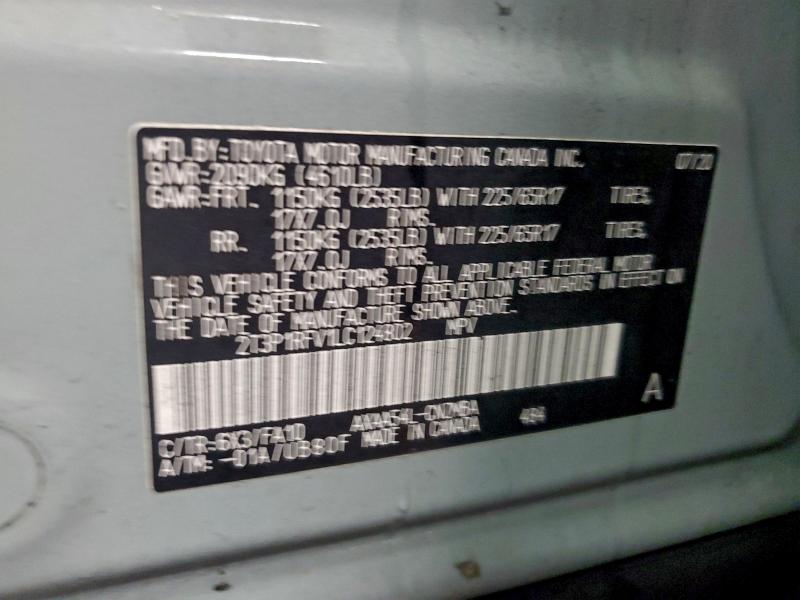 MFD.BY:TOYOTA MOTOR MANUFACTURING CANADA INC. 07/20
GVWR:2090KG (4610LB)
GAWR:FRT. 1150KG (2535LB) WITH 225/65R17 TIRES.
17X7.0J RIMS.
RR. 1150KG (2535LB) WITH 225/65R17 TIRES.
17X7.0J RIMS.
THIS VEHICLE CONFORMS TO ALL APPLICABLE FEDERAL MOTOR
VEHICLE SAFETY AND THEFT PREVENTION STANDARDS IN EFFECT ON
THE DATE OF MANUFACTURE SHOWN ABOVE.
2T3P1RFV1LC124802 MPV
A
C/TR:6X3/FA10 AXAA54L-CNZMBA 4B4
A/TM: -01A/UB80F MADE IN CANADA